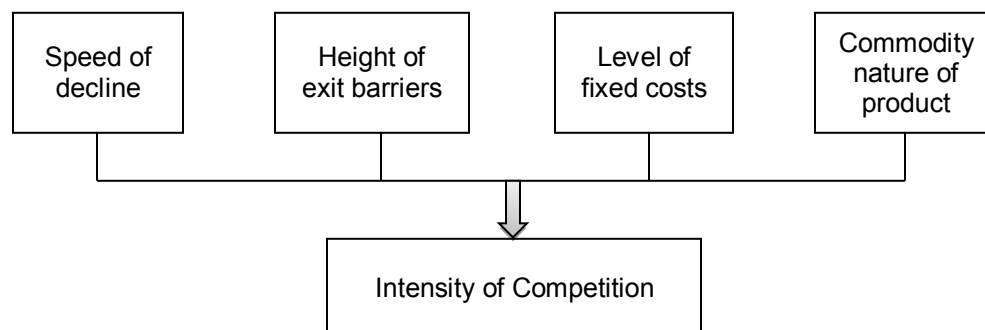 Speed of
decline
Height of
exit barriers
Level of
fixed costs
Commodity
nature of
product
Intensity of Competition